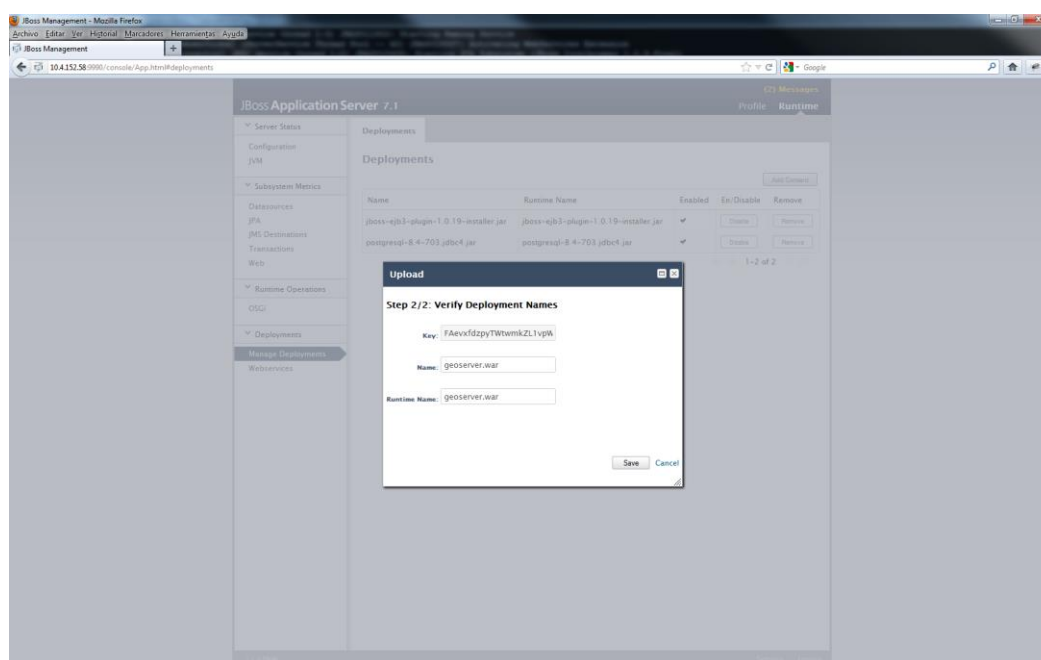 JBoss Management - Mozilla Firefox
Archivo Editar Ver Historial Marcadores Herramientas Ayuda
JBoss Management
10.4.152.58:9990/console/App.html#deployments
Google
(2) Messages
JBoss Application Server 7.1
Profile Runtime
Server Status
Configuration
JVM
Subsystem Metrics
Datasources
JPA
JMS Destinations
Transactions
Web
Runtime Operations
OSGi
Deployments
Manage Deployments
Webservices
Deployments
Deployments
Add Content
Name Runtime Name Enabled En/Disable Remove
jboss-ejb3-plugin-1.0.19-installer.jar jboss-ejb3-plugin-1.0.19-installer.jar Disable Remove
postgresql-8.4-703.jdbc4.jar postgresql-8.4-703.jdbc4.jar Disable Remove
1-2 of 2
Upload
Step 2/2: Verify Deployment Names
Key: FAevxfdzpyTWtwmkZL1vpW
Name: geoserver.war
Runtime Name: geoserver.war
Save Cancel